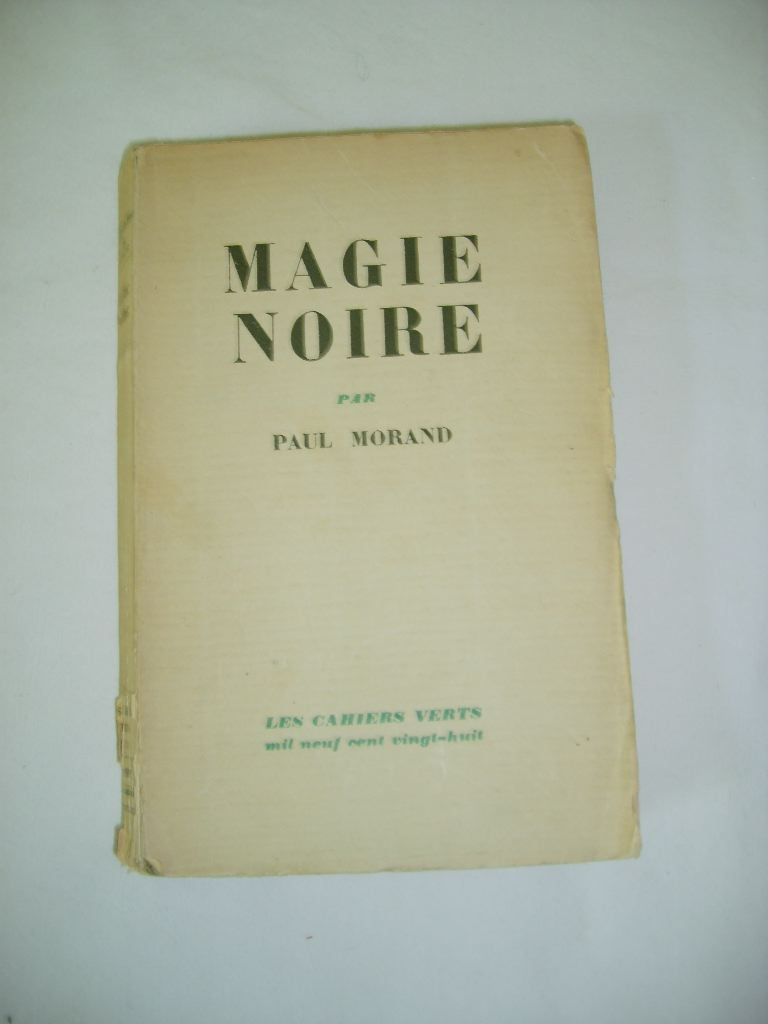 MAGIE
NOIRE
PAR
PAUL MORAND
LES CAHIERS VERTS
mil neuf cent vingt-huit